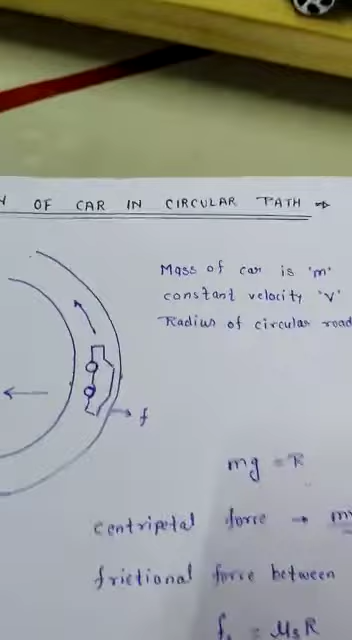 OF CAR IN CIRCULAR PATH →
Mass of car is 'm'
constant velocity 'v'
Radius of circular road
f
mg = R
centripetal force →
frictional force between
= μsR